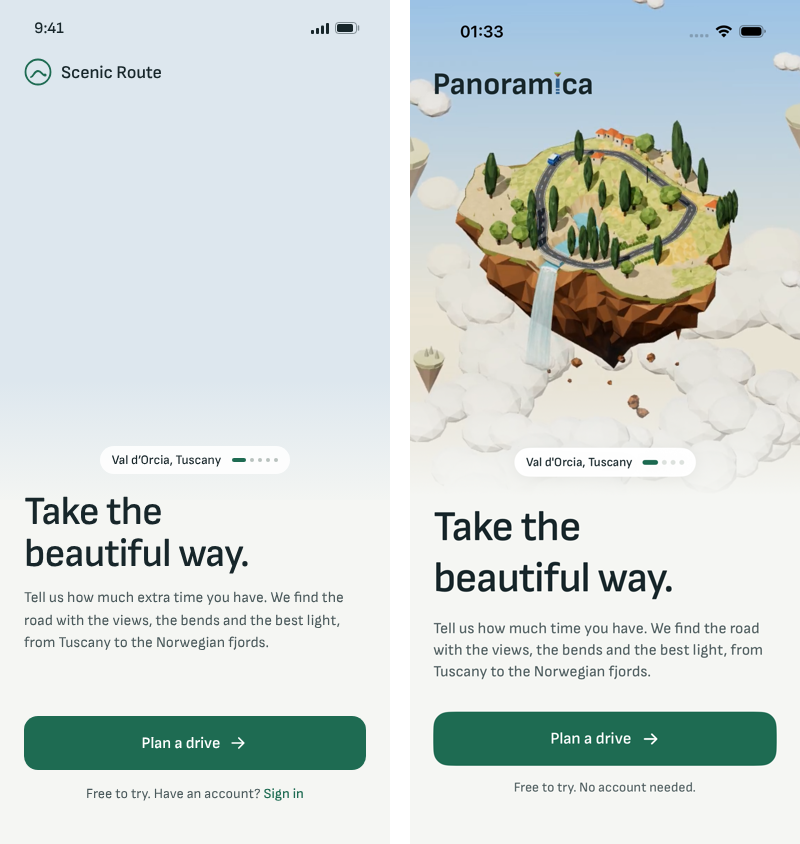 9:41
Scenic Route
Val d’Orcia, Tuscany
Take the
beautiful way.
Tell us how much extra time you have. We find the
road with the views, the bends and the best light,
from Tuscany to the Norwegian fjords.
Plan a drive →
Free to try. Have an account? Sign in
01:33
Panoramica
Val d'Orcia, Tuscany
Take the
beautiful way.
Tell us how much time you have. We find the road
with the views, the bends and the best light, from
Tuscany to the Norwegian fjords.
Plan a drive →
Free to try. No account needed.